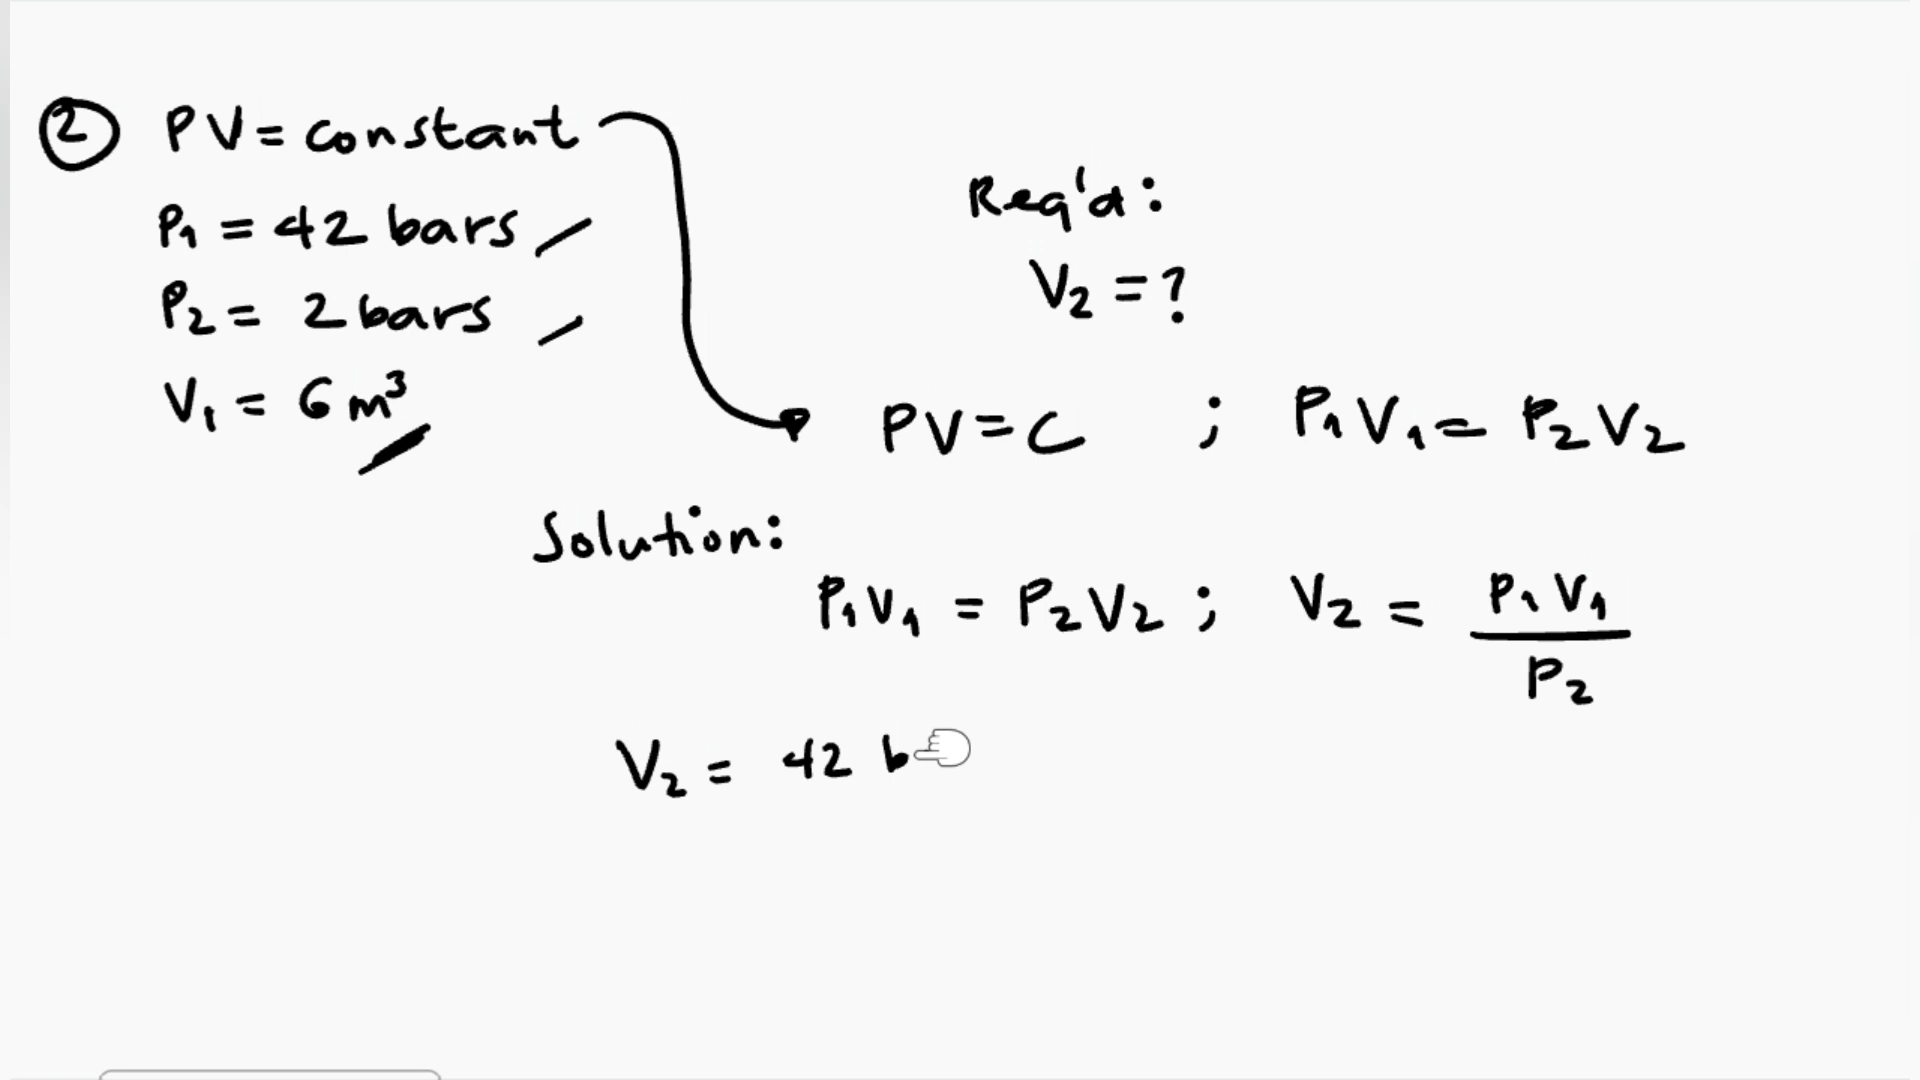 ② PV = constant
P₁ = 42 bars
P₂ = 2 bars
V₁ = 6 m³
Req'd:
V₂ = ?
PV = C ; P₁V₁ = P₂V₂
Solution:
P₁V₁ = P₂V₂ ; V₂ = P₁V₁ / P₂
V₂ = 42 b